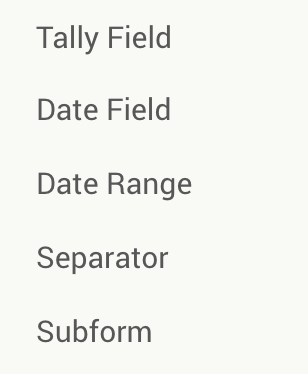 Tally Field
Date Field
Date Range
Separator
Subform